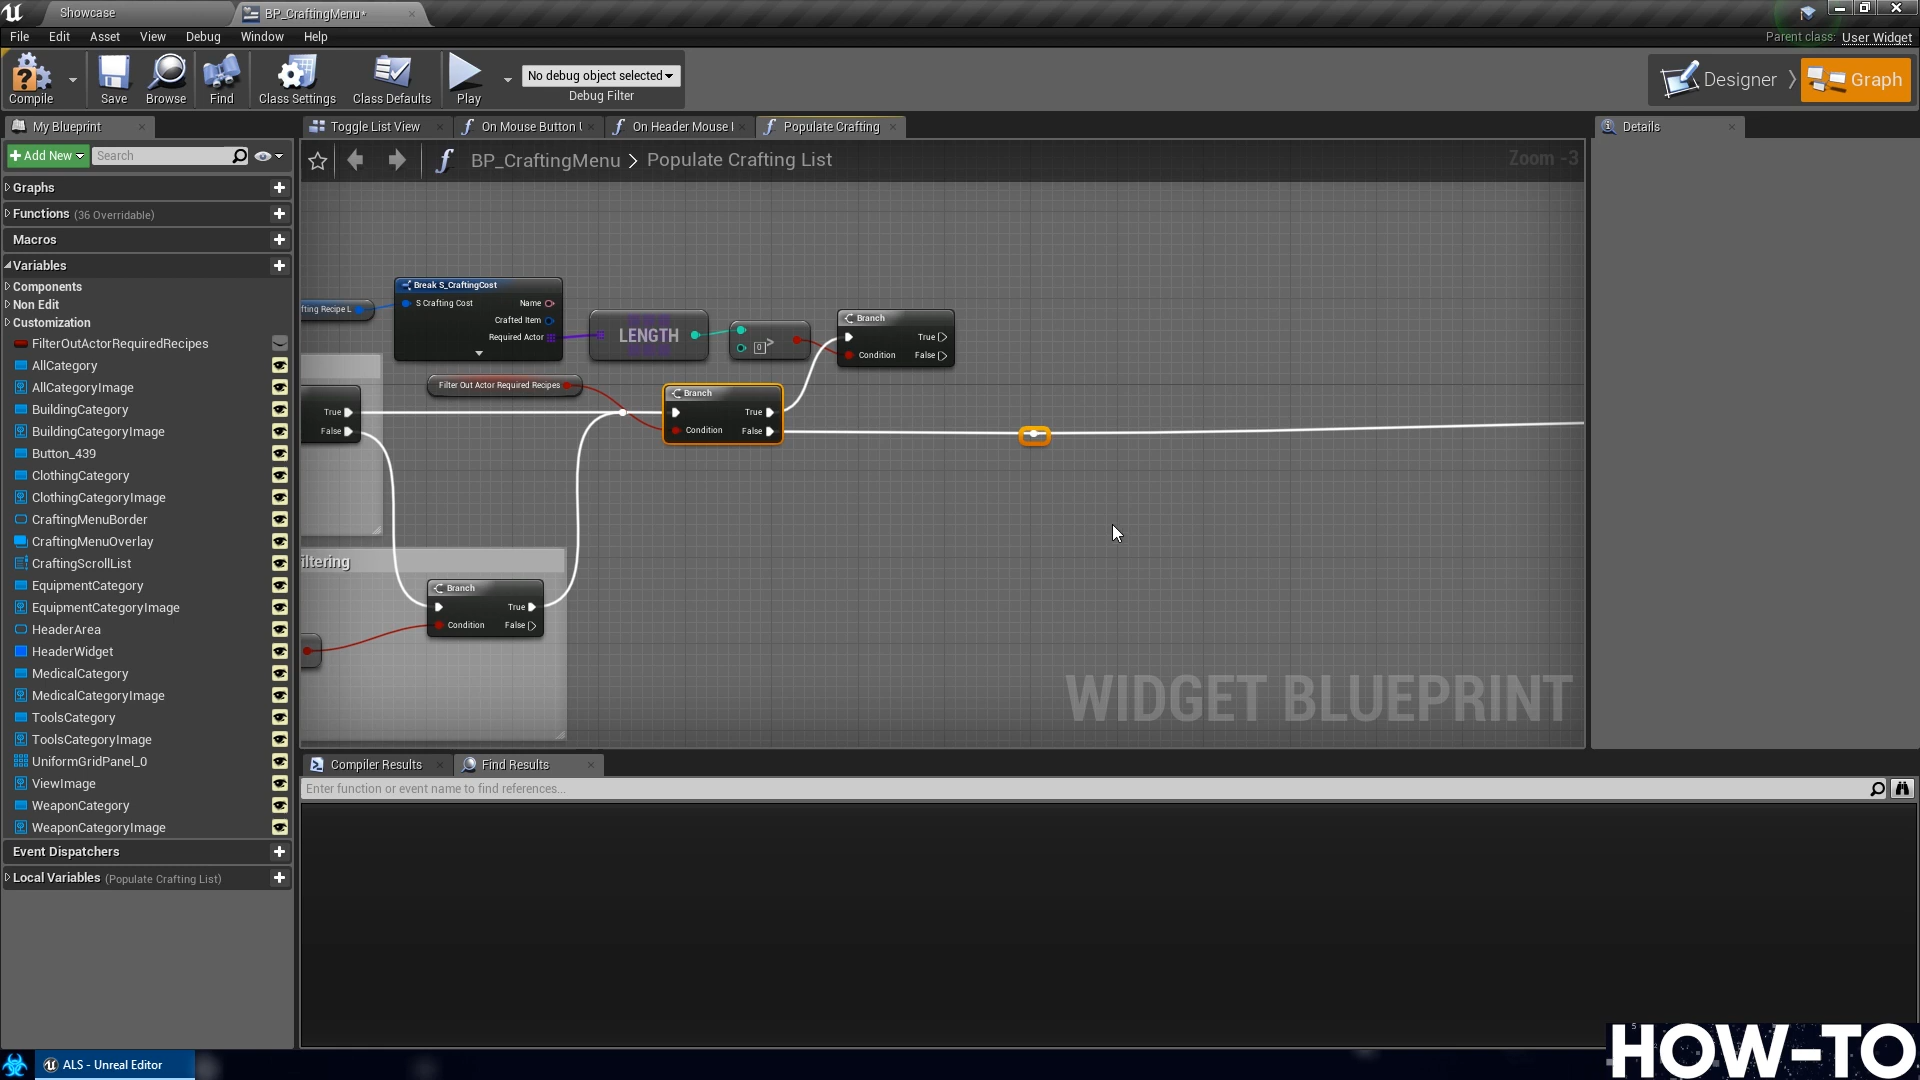 Showcase
BP_CraftingMenu*
File Edit Asset View Debug Window Help
Parent class: User Widget
Compile Save Browse Find Class Settings Class Defaults Play
No debug object selected
Debug Filter
Designer Graph
My Blueprint
Toggle List View On Mouse Button On Header Mouse Populate Crafting
Details
Add New Search
BP_CraftingMenu > Populate Crafting List
Zoom -3
Graphs
Functions (36 Overridable)
Macros
Variables
Components
Non Edit
Customization
FilterOutActorRequiredRecipes
AllCategory
AllCategoryImage
BuildingCategory
BuildingCategoryImage
Button_439
ClothingCategory
ClothingCategoryImage
CraftingMenuBorder
CraftingMenuOverlay
CraftingScrollList
EquipmentCategory
EquipmentCategoryImage
HeaderArea
HeaderWidget
MedicalCategory
MedicalCategoryImage
ToolsCategory
ToolsCategoryImage
UniformGridPanel_0
ViewImage
WeaponCategory
WeaponCategoryImage
Event Dispatchers
Local Variables (Populate Crafting List)
fting Recipe L
Break S_CraftingCost
S Crafting Cost Name
Crafted Item
Required Actor
LENGTH
0 >
Branch
True
Condition False
Filter Out Actor Required Recipes
Branch
True
Condition False
True
False
iltering
Branch
True
Condition False
WIDGET BLUEPRINT
Compiler Results Find Results
Enter function or event name to find references...
ALS - Unreal Editor
HOW-TO